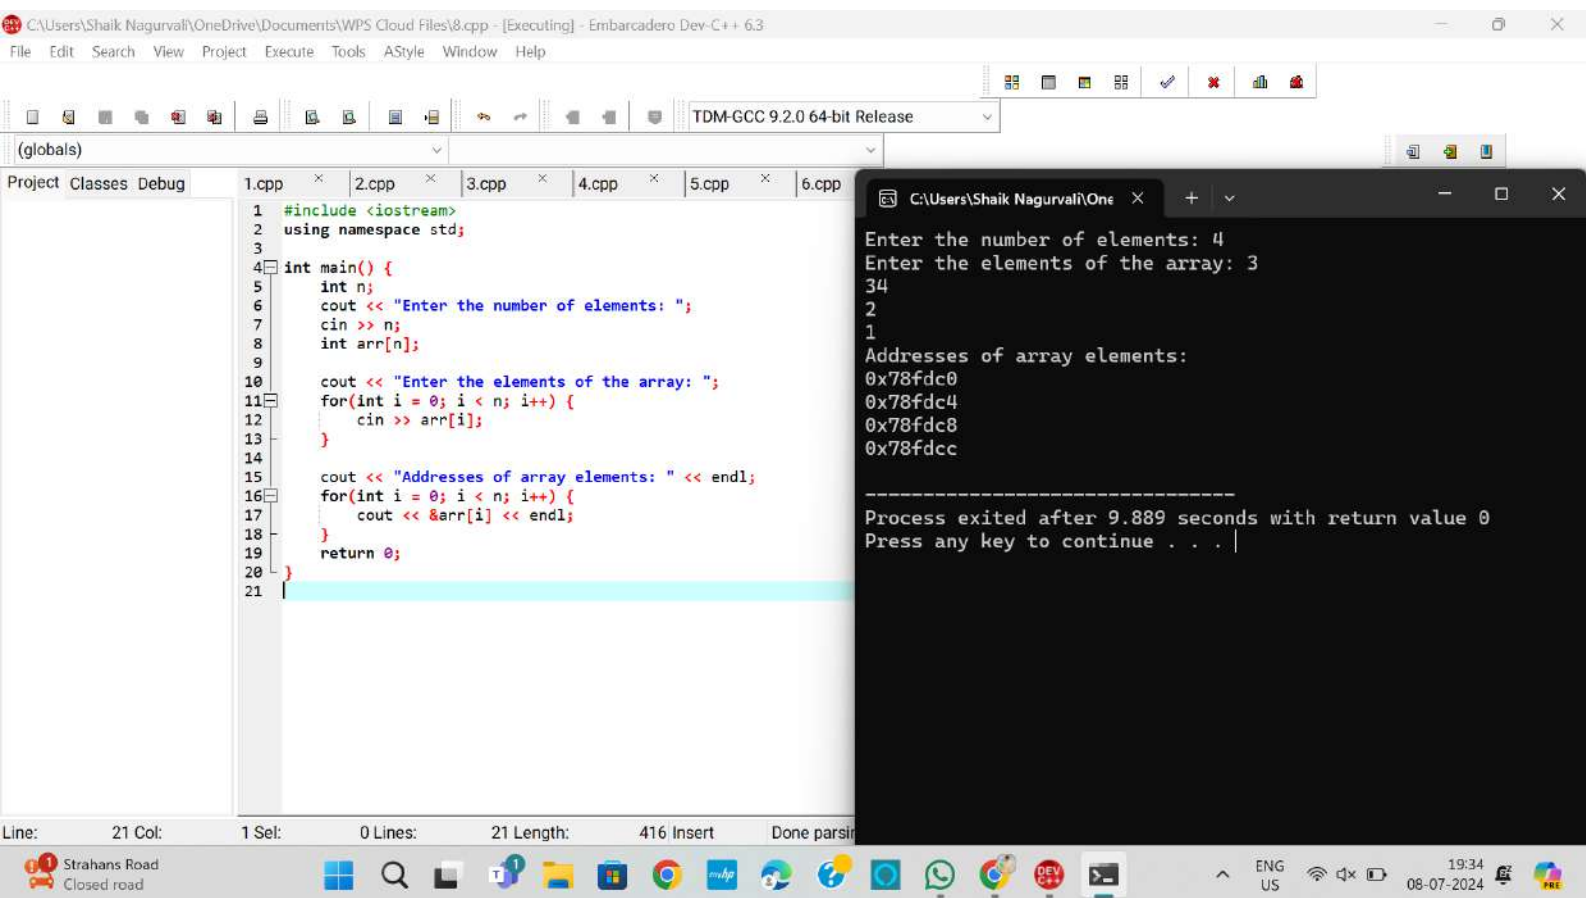 C:\Users\Shaik Nagurvali\OneDrive\Documents\WPS Cloud Files\8.cpp - [Executing] - Embarcadero Dev-C++ 6.3
File Edit Search View Project Execute Tools AStyle Window Help
TDM-GCC 9.2.0 64-bit Release
(globals)
Project Classes Debug
1.cpp 2.cpp 3.cpp 4.cpp 5.cpp 6.cpp
1 #include <iostream>
2 using namespace std;
3
4 int main() {
5 int n;
6 cout << "Enter the number of elements: ";
7 cin >> n;
8 int arr[n];
9
10 cout << "Enter the elements of the array: ";
11 for(int i = 0; i < n; i++) {
12 cin >> arr[i];
13 }
14
15 cout << "Addresses of array elements: " << endl;
16 for(int i = 0; i < n; i++) {
17 cout << &arr[i] << endl;
18 }
19 return 0;
20 }
21
C:\Users\Shaik Nagurvali\One
Enter the number of elements: 4
Enter the elements of the array: 3
34
2
1
Addresses of array elements:
0x78fdc0
0x78fdc4
0x78fdc8
0x78fdcc
--------------------------------
Process exited after 9.889 seconds with return value 0
Press any key to continue . . .
Line: 21 Col: 1 Sel: 0 Lines: 21 Length: 416 Insert Done parsin
1
Strahans Road
Closed road
1
myhp
DEV
C++
ENG
US
19:34
08-07-2024
PRE